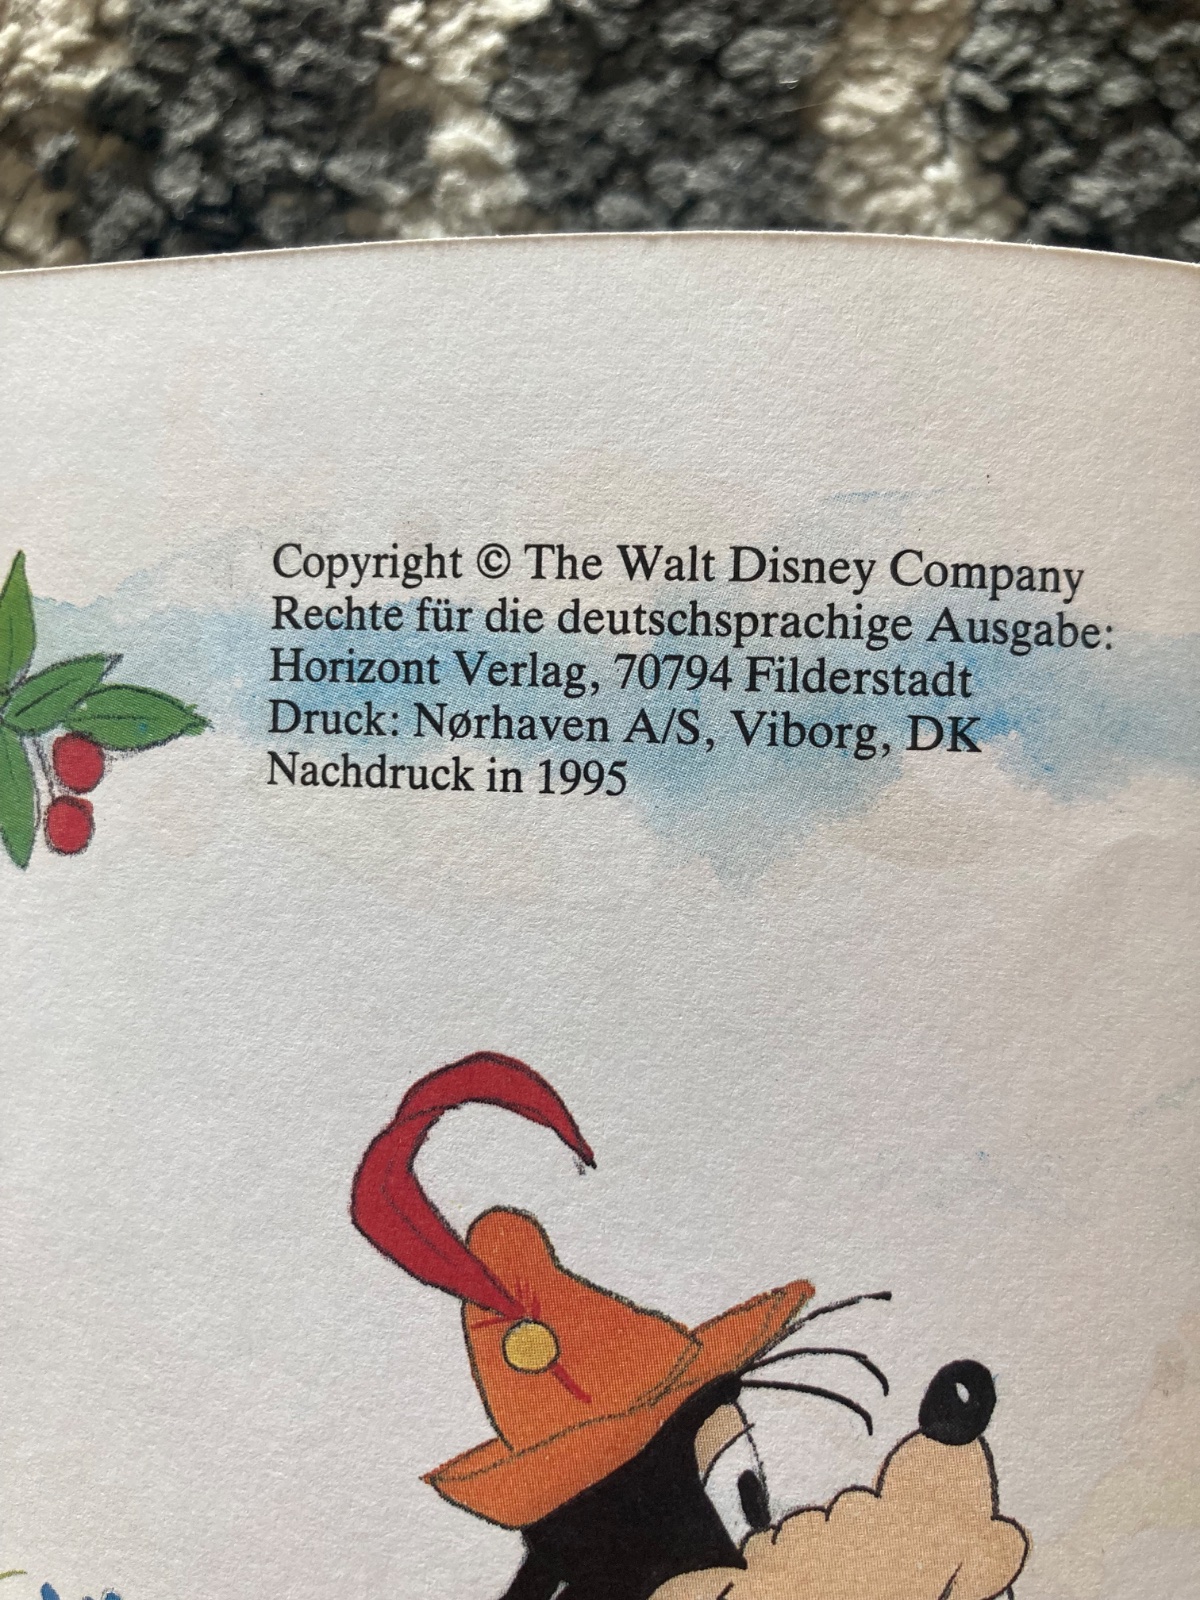 Copyright © The Walt Disney Company
Rechte für die deutschsprachige Ausgabe:
Horizont Verlag, 70794 Filderstadt
Druck: Nørhaven A/S, Viborg, DK
Nachdruck in 1995